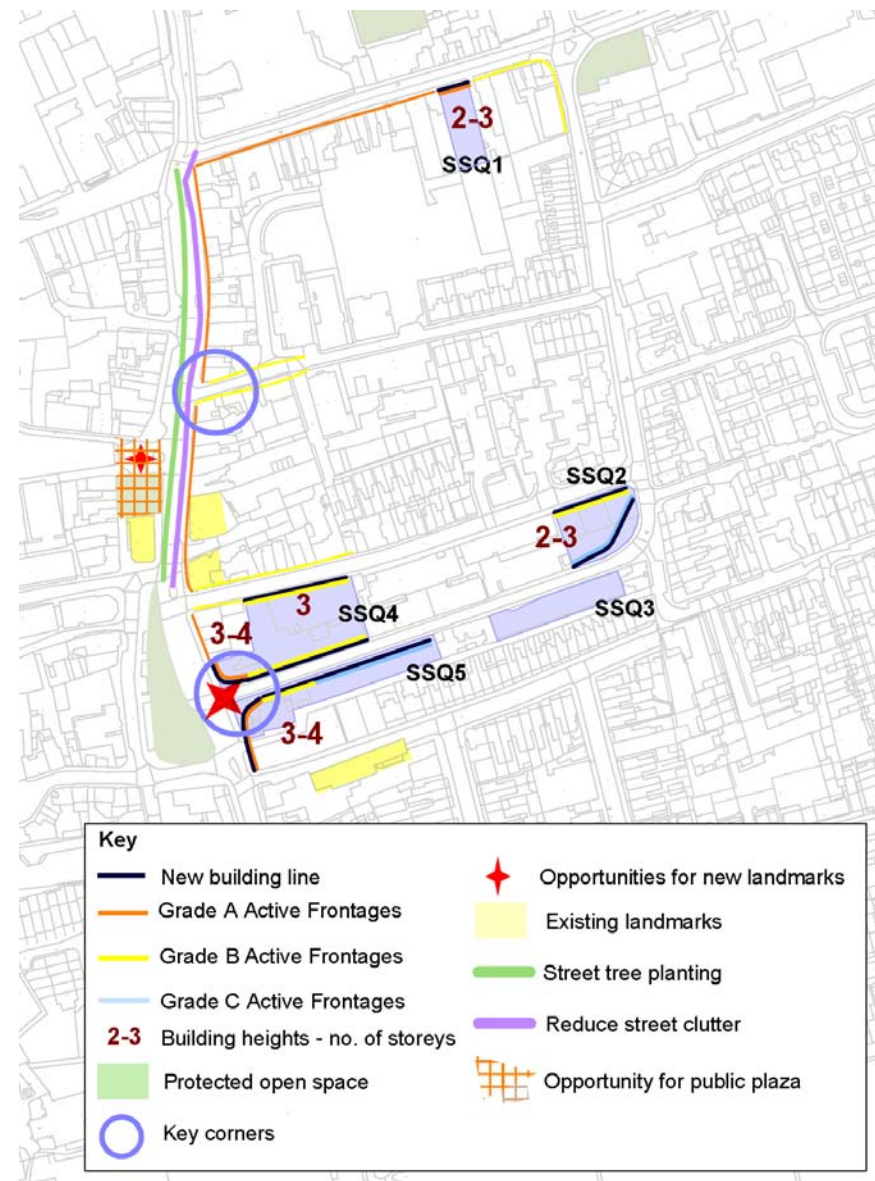 2-3
SSQ1
SSQ2
2-3
SSQ3
3
SSQ4
3-4
SSQ5
3-4
Key
New building line
Grade A Active Frontages
Grade B Active Frontages
Grade C Active Frontages
2-3 Building heights - no. of storeys
Protected open space
Key corners
Opportunities for new landmarks
Existing landmarks
Street tree planting
Reduce street clutter
Opportunity for public plaza